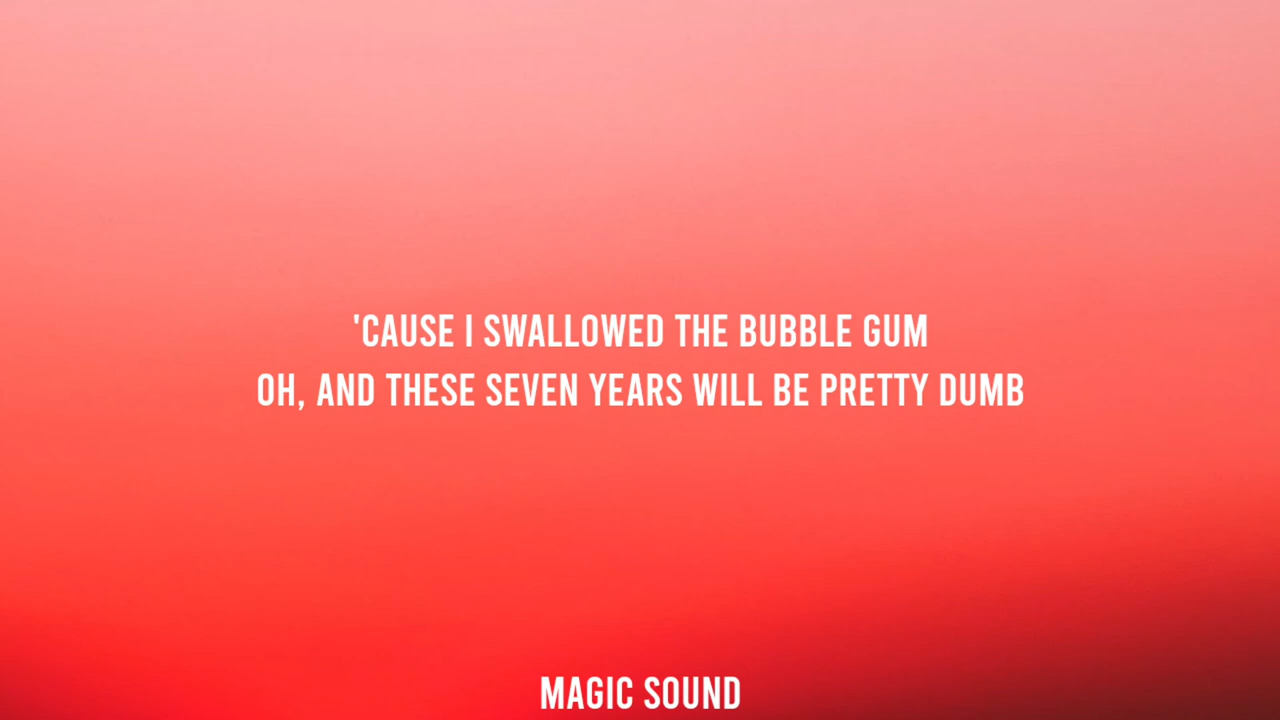 'CAUSE I SWALLOWED THE BUBBLE GUM
OH, AND THESE SEVEN YEARS WILL BE PRETTY DUMB
MAGIC SOUND